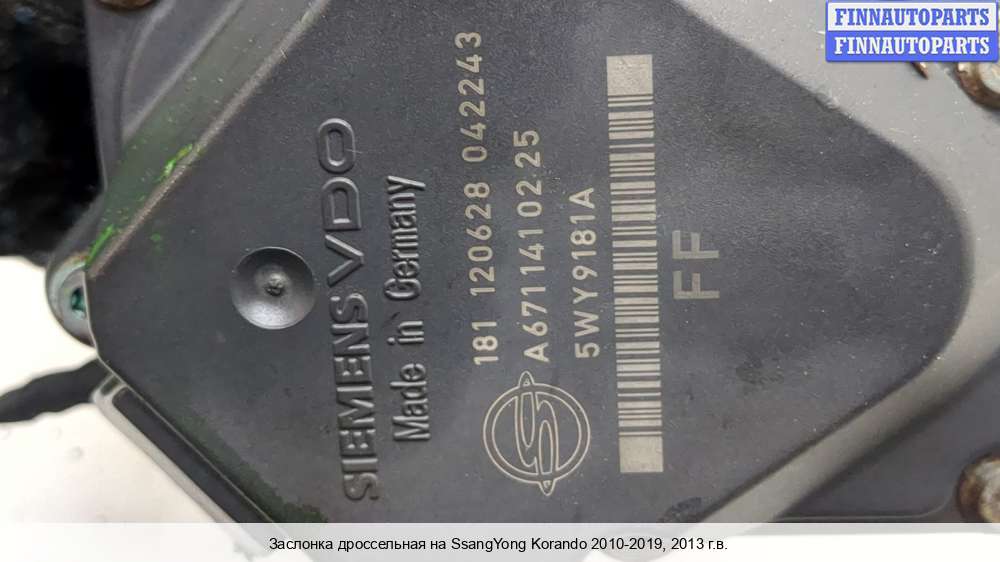 FINNAUTOPARTS
FINNAUTOPARTS
SIEMENS VDO
Made in Germany
181 120628 042243
A6711410225
5WY9181A
FF
Заслонка дроссельная на SsangYong Korando 2010-2019, 2013 г.в.